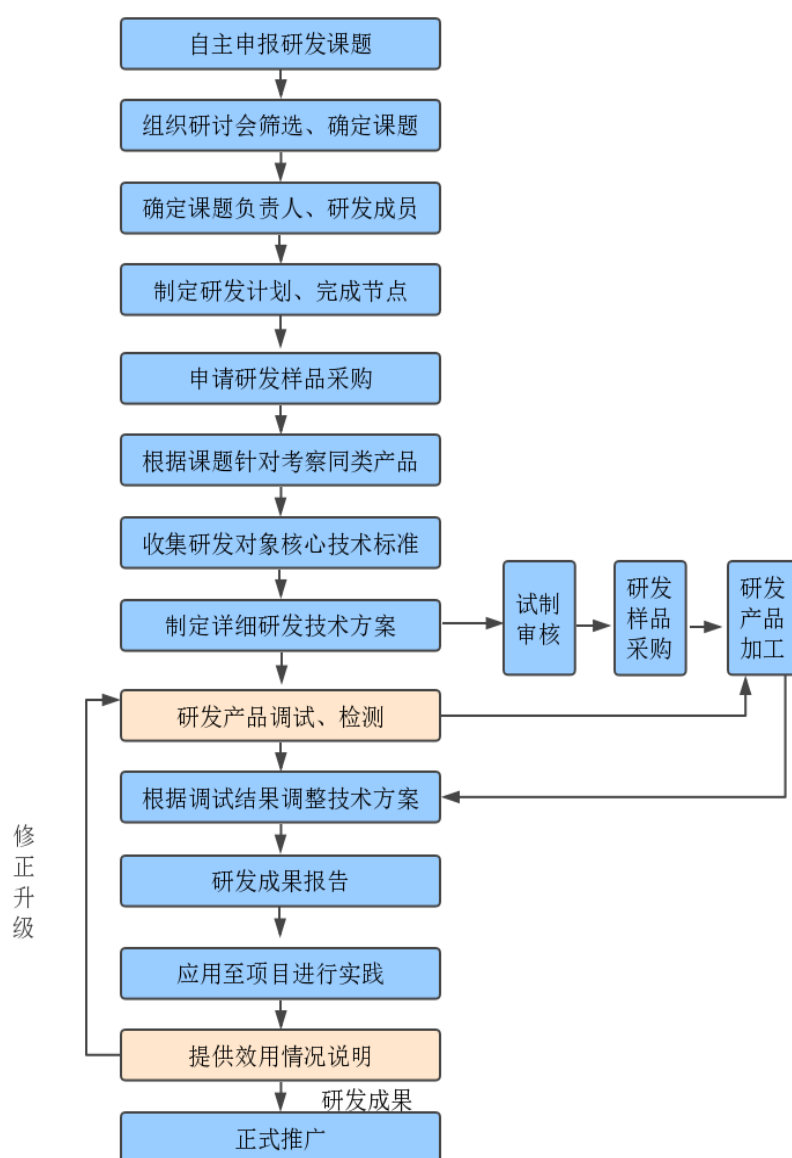 自主申报研发课题
组织研讨会筛选、确定课题
确定课题负责人、研发成员
制定研发计划、完成节点
申请研发样品采购
根据课题针对考察同类产品
收集研发对象核心技术标准
制定详细研发技术方案
试制
审核
研发
样品
采购
研发
产品
加工
研发产品调试、检测
根据调试结果调整技术方案
研发成果报告
应用至项目进行实践
提供效用情况说明
修
正
升
级
研发成果
正式推广